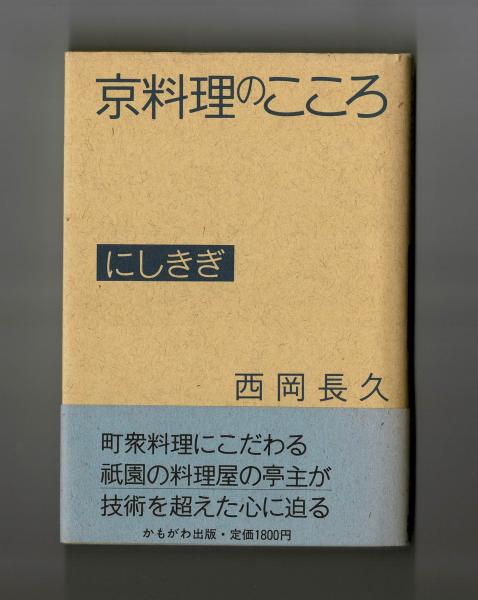 京料理のこころ
にしきぎ
西岡長久
町衆料理にこだわる
祇園の料理屋の亭主が
技術を超えた心に迫る
かもがわ出版・定価1800円